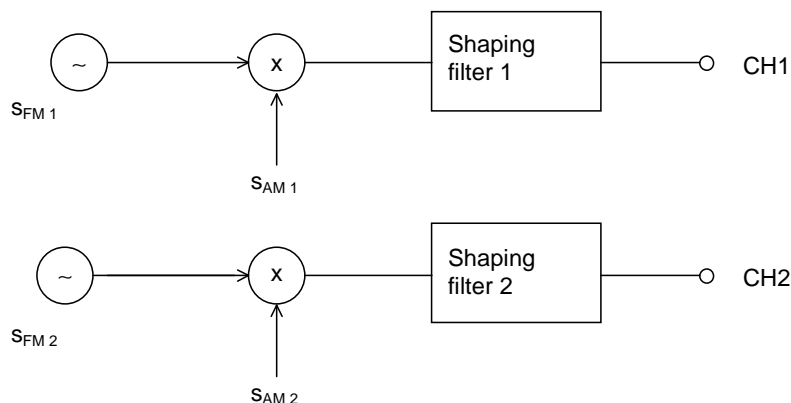 ~
x
Shaping
filter 1
CH1
sFM 1
sAM 1
~
x
Shaping
filter 2
CH2
sFM 2
sAM 2